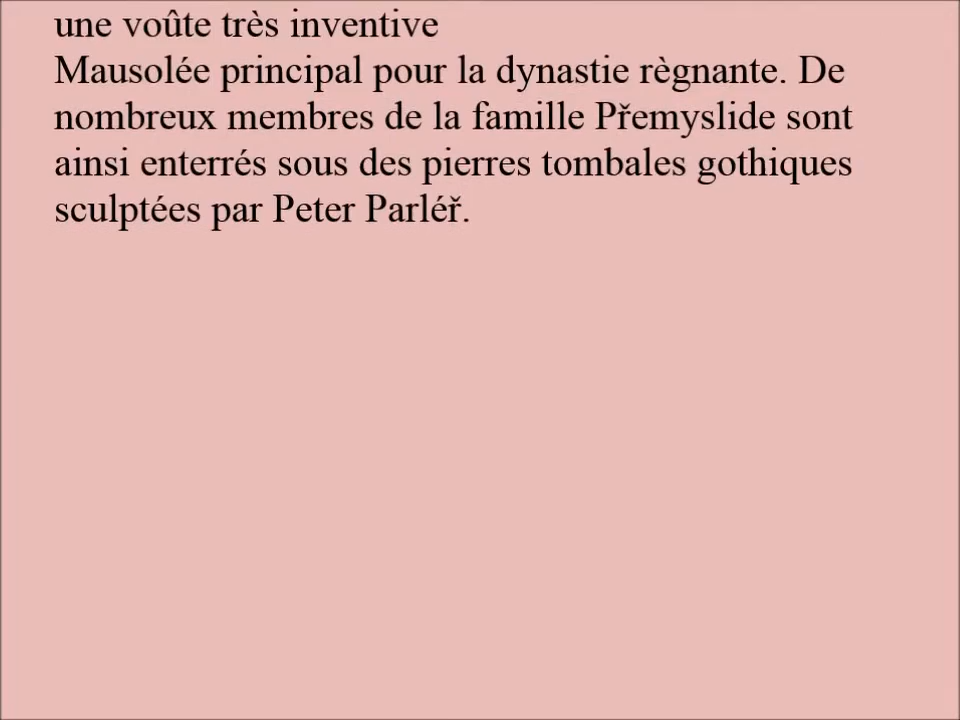 une voûte très inventive
Mausolée principal pour la dynastie règnante. De
nombreux membres de la famille Přemyslide sont
ainsi enterrés sous des pierres tombales gothiques
sculptées par Peter Parléř.